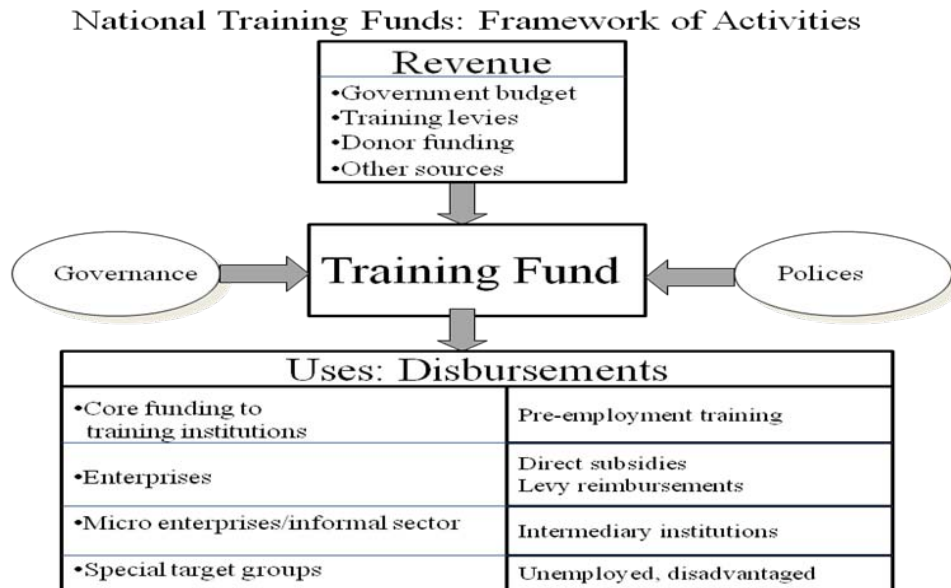 National Training Funds: Framework of Activities
Revenue
•Government budget
•Training levies
•Donor funding
•Other sources
Governance
Training Fund
Polices
Uses: Disbursements
•Core funding to
training institutions
Pre-employment training
•Enterprises
Direct subsidies
Levy reimbursements
•Micro enterprises/informal sector
Intermediary institutions
•Special target groups
Unemployed, disadvantaged